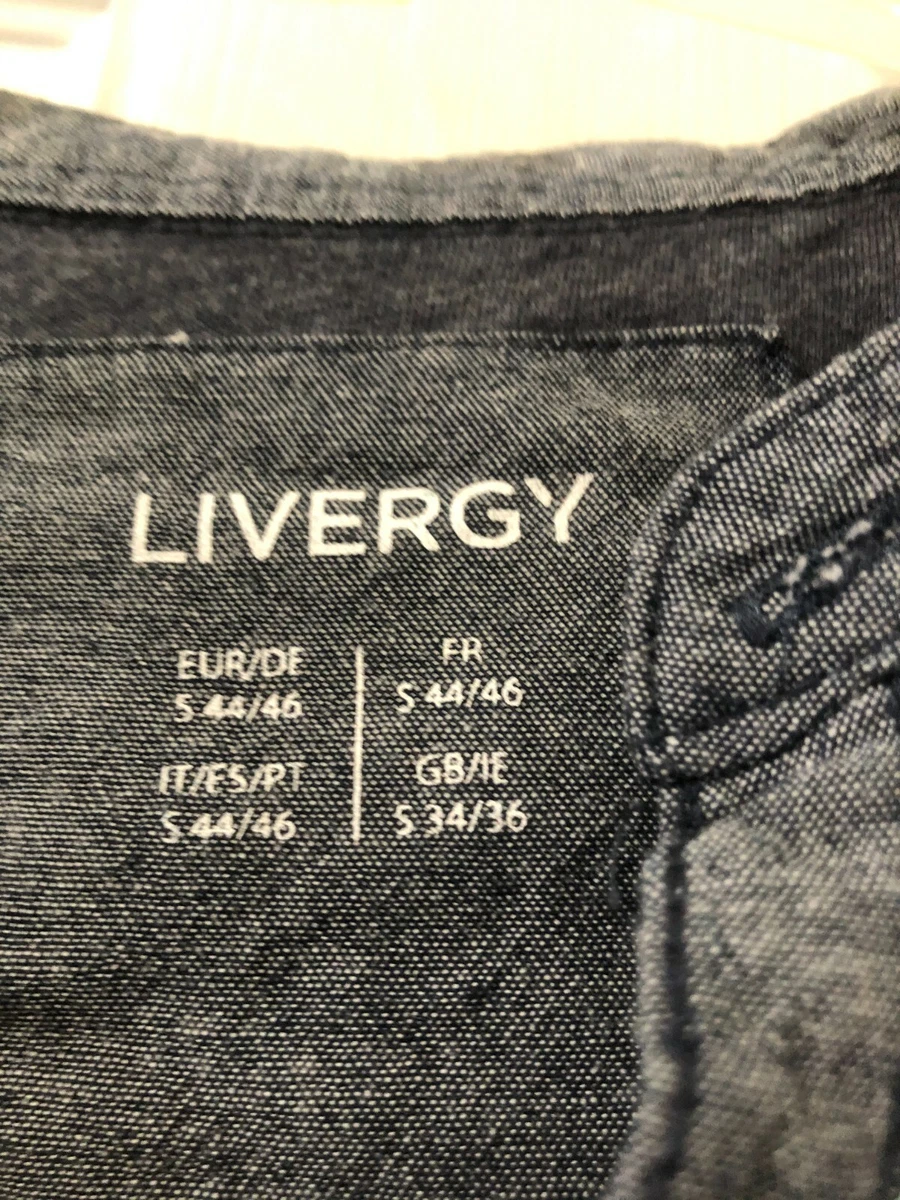 LIVERGY
EUR/DE
S 44/46
FR
S 44/46
IT/ES/PT
S 44/46
GB/IE
S 34/36